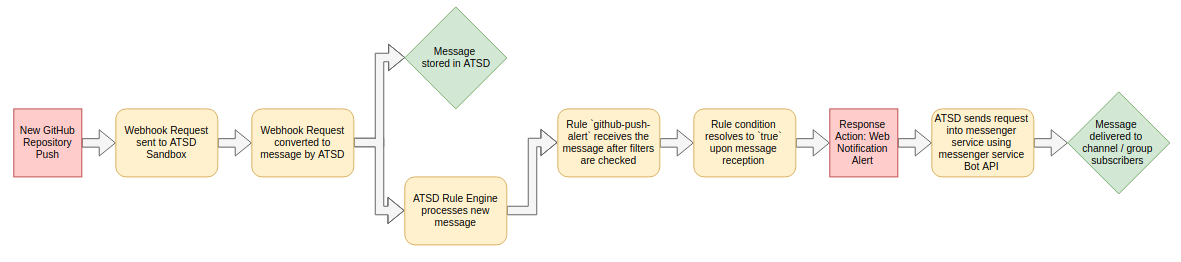 New GitHub
Repository
Push
Webhook Request
sent to ATSD
Sandbox
Webhook Request
converted to
message by ATSD
Message
stored in ATSD
ATSD Rule Engine
processes new
message
Rule `github-push-
alert` receives the
message after filters
are checked
Rule condition
resolves to `true`
upon message
reception
Response
Action: Web
Notification
Alert
ATSD sends request
into messenger
service using
messenger service
Bot API
Message
delivered to
channel / group
subscribers